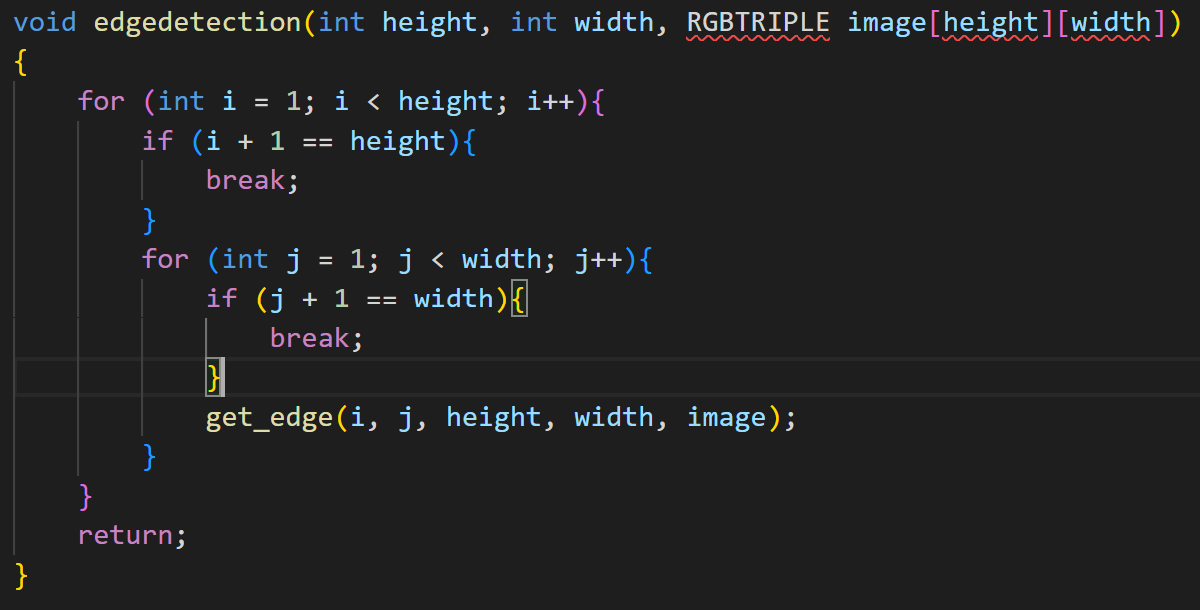 void edgedetection(int height, int width, RGBTRIPLE image[height][width])
{
    for (int i = 1; i < height; i++){
        if (i + 1 == height){
            break;
        }
        for (int j = 1; j < width; j++){
            if (j + 1 == width){
                break;
            }
            get_edge(i, j, height, width, image);
        }
    }
    return;
}